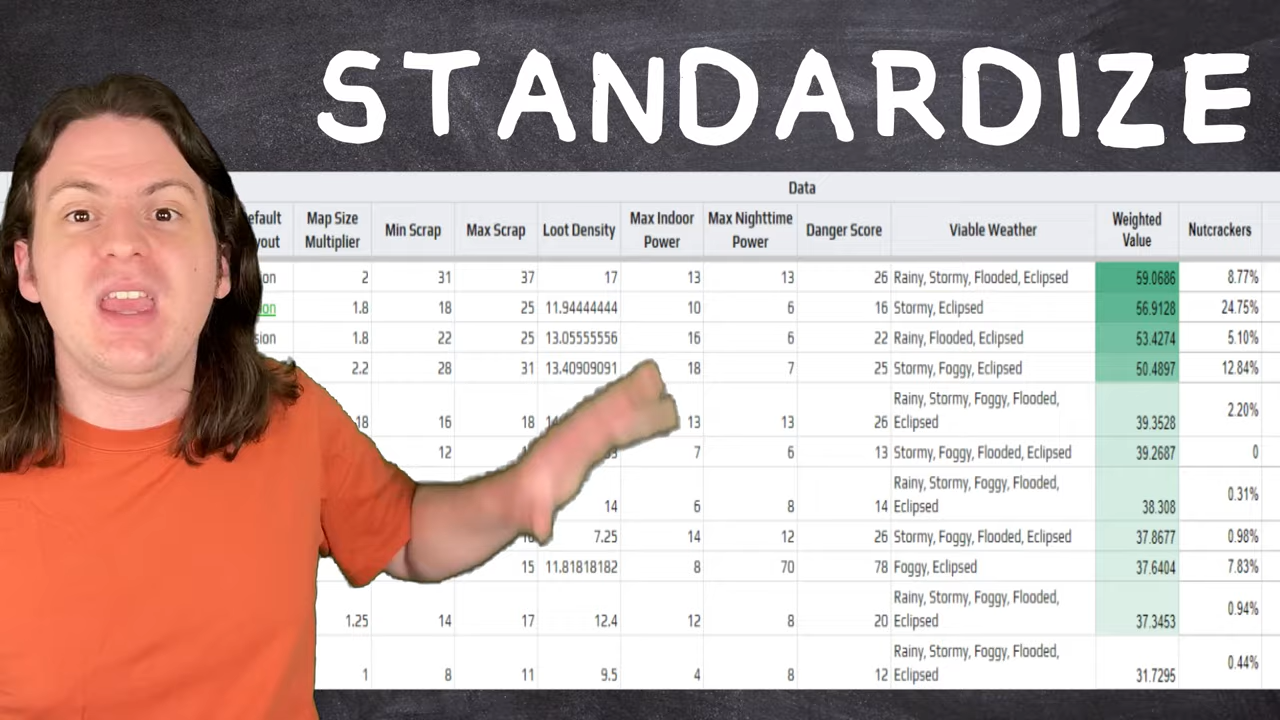 STANDARDIZE
Data
Map Size Multiplier Min Scrap Max Scrap Loot Density Max Indoor Power Max Nighttime Power Danger Score Viable Weather Weighted Value Nutcrackers
2 31 37 17 13 13 26 Rainy, Stormy, Flooded, Eclipsed 59.0686 8.77%
1.8 18 25 11.94444444 10 6 16 Stormy, Eclipsed 56.9128 24.75%
1.8 22 25 13.05555556 16 6 22 Rainy, Flooded, Eclipsed 53.4274 5.10%
2.2 28 31 13.40909091 18 7 25 Stormy, Foggy, Eclipsed 50.4897 12.84%
16 18 13 13 26 Rainy, Stormy, Foggy, Flooded, Eclipsed 39.3528 2.20%
12 7 6 13 Stormy, Foggy, Flooded, Eclipsed 39.2687 0
14 6 8 14 Rainy, Stormy, Foggy, Flooded, Eclipsed 38.308 0.31%
7.25 14 12 26 Stormy, Foggy, Flooded, Eclipsed 37.8677 0.98%
15 11.81818182 8 70 78 Foggy, Eclipsed 37.6404 7.83%
1.25 14 17 12.4 12 8 20 Rainy, Stormy, Foggy, Flooded, Eclipsed 37.3453 0.94%
1 8 11 9.5 4 8 12 Rainy, Stormy, Foggy, Flooded, Eclipsed 31.7295 0.44%